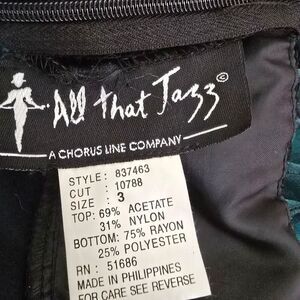 All that Jazz ©
A CHORUS LINE COMPANY
STYLE : 837463
CUT : 10788
SIZE : 3
TOP: 69% ACETATE
31% NYLON
BOTTOM: 75% RAYON
25% POLYESTER
RN : 51686
MADE IN PHILIPPINES
FOR CARE SEE REVERSE